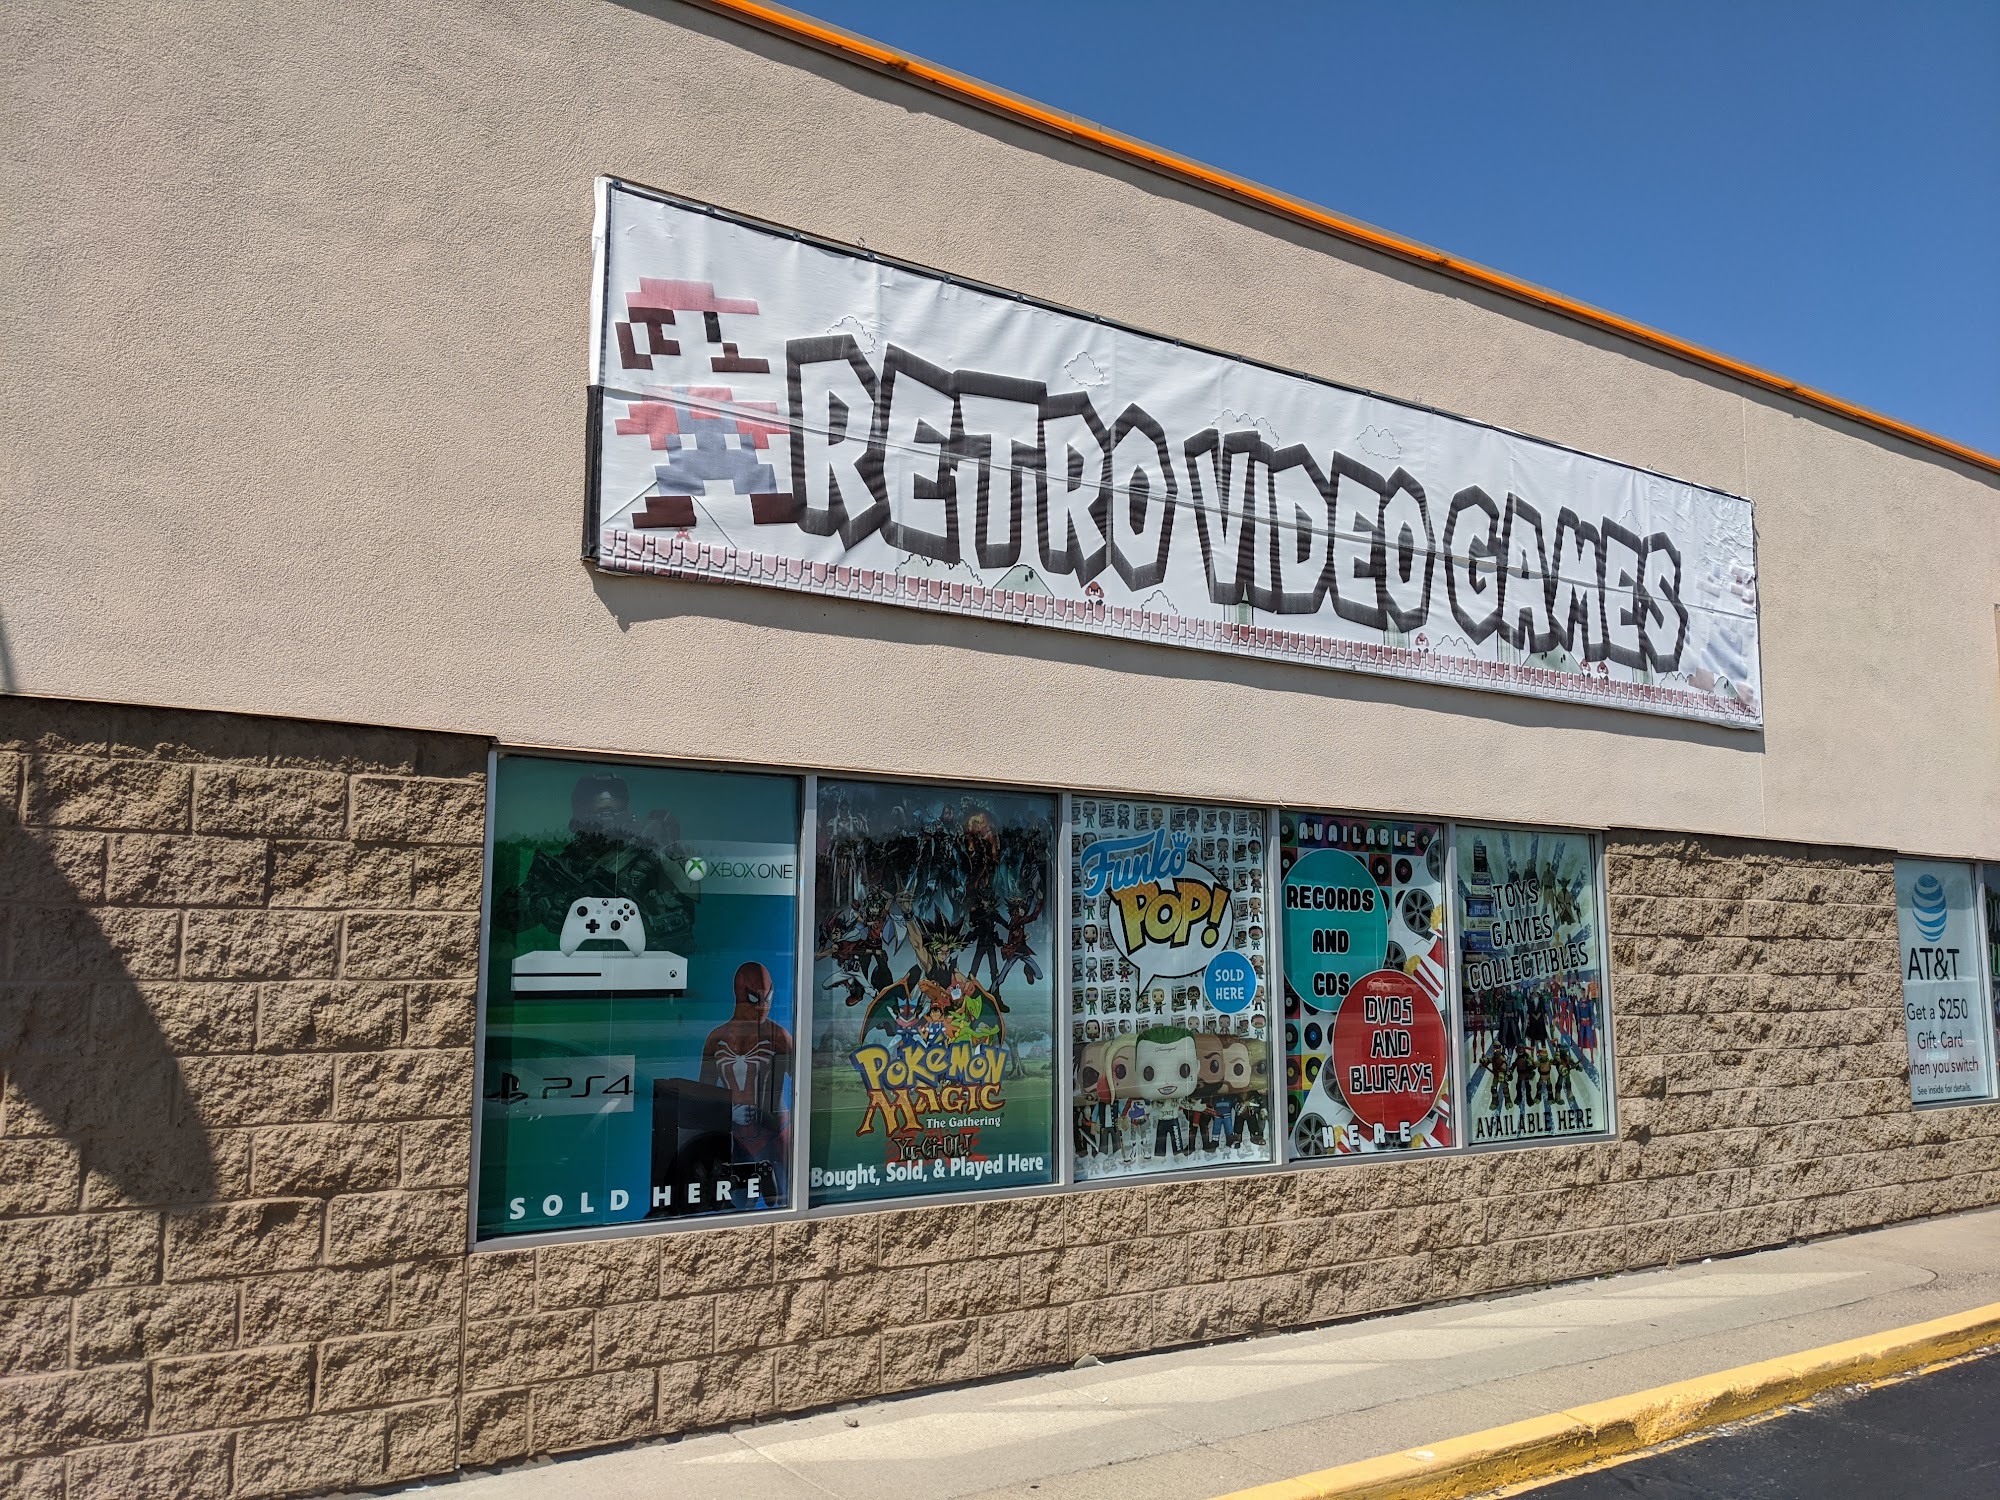 RETRO VIDEO GAMES
XBOX ONE
PS4
SOLD HERE
POKéMON
MAGIC
The Gathering
Yu-Gi-Oh!
Bought, Sold, & Played Here
Funko
POP!
SOLD
HERE
AVAILABLE
RECORDS
AND
CDS
DVDS
AND
BLURAYS
HERE
TOYS
GAMES
COLLECTIBLES
AVAILABLE HERE
AT&T
Get a $250
Gift Card
when you switch
See inside for details.